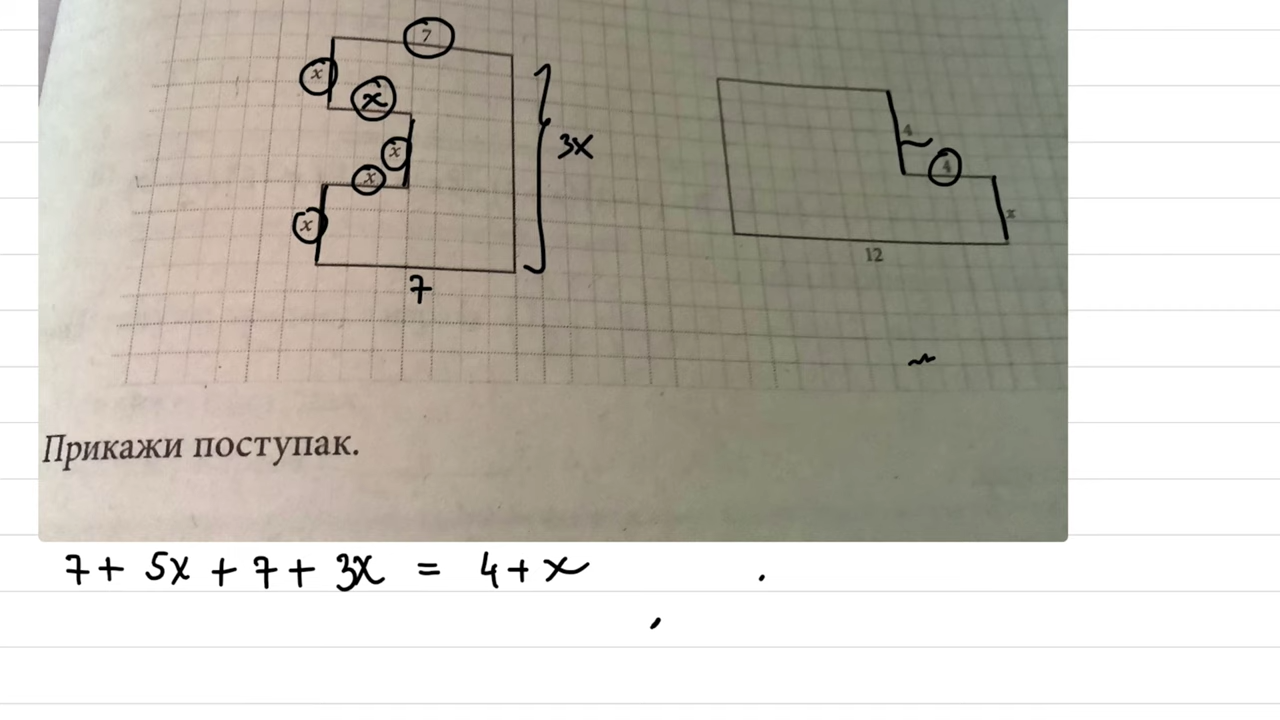 7
x
x
x
x
x
3x
7
4
4
x
12
Прикажи поступак.
7 + 5x + 7 + 3x = 4 + x